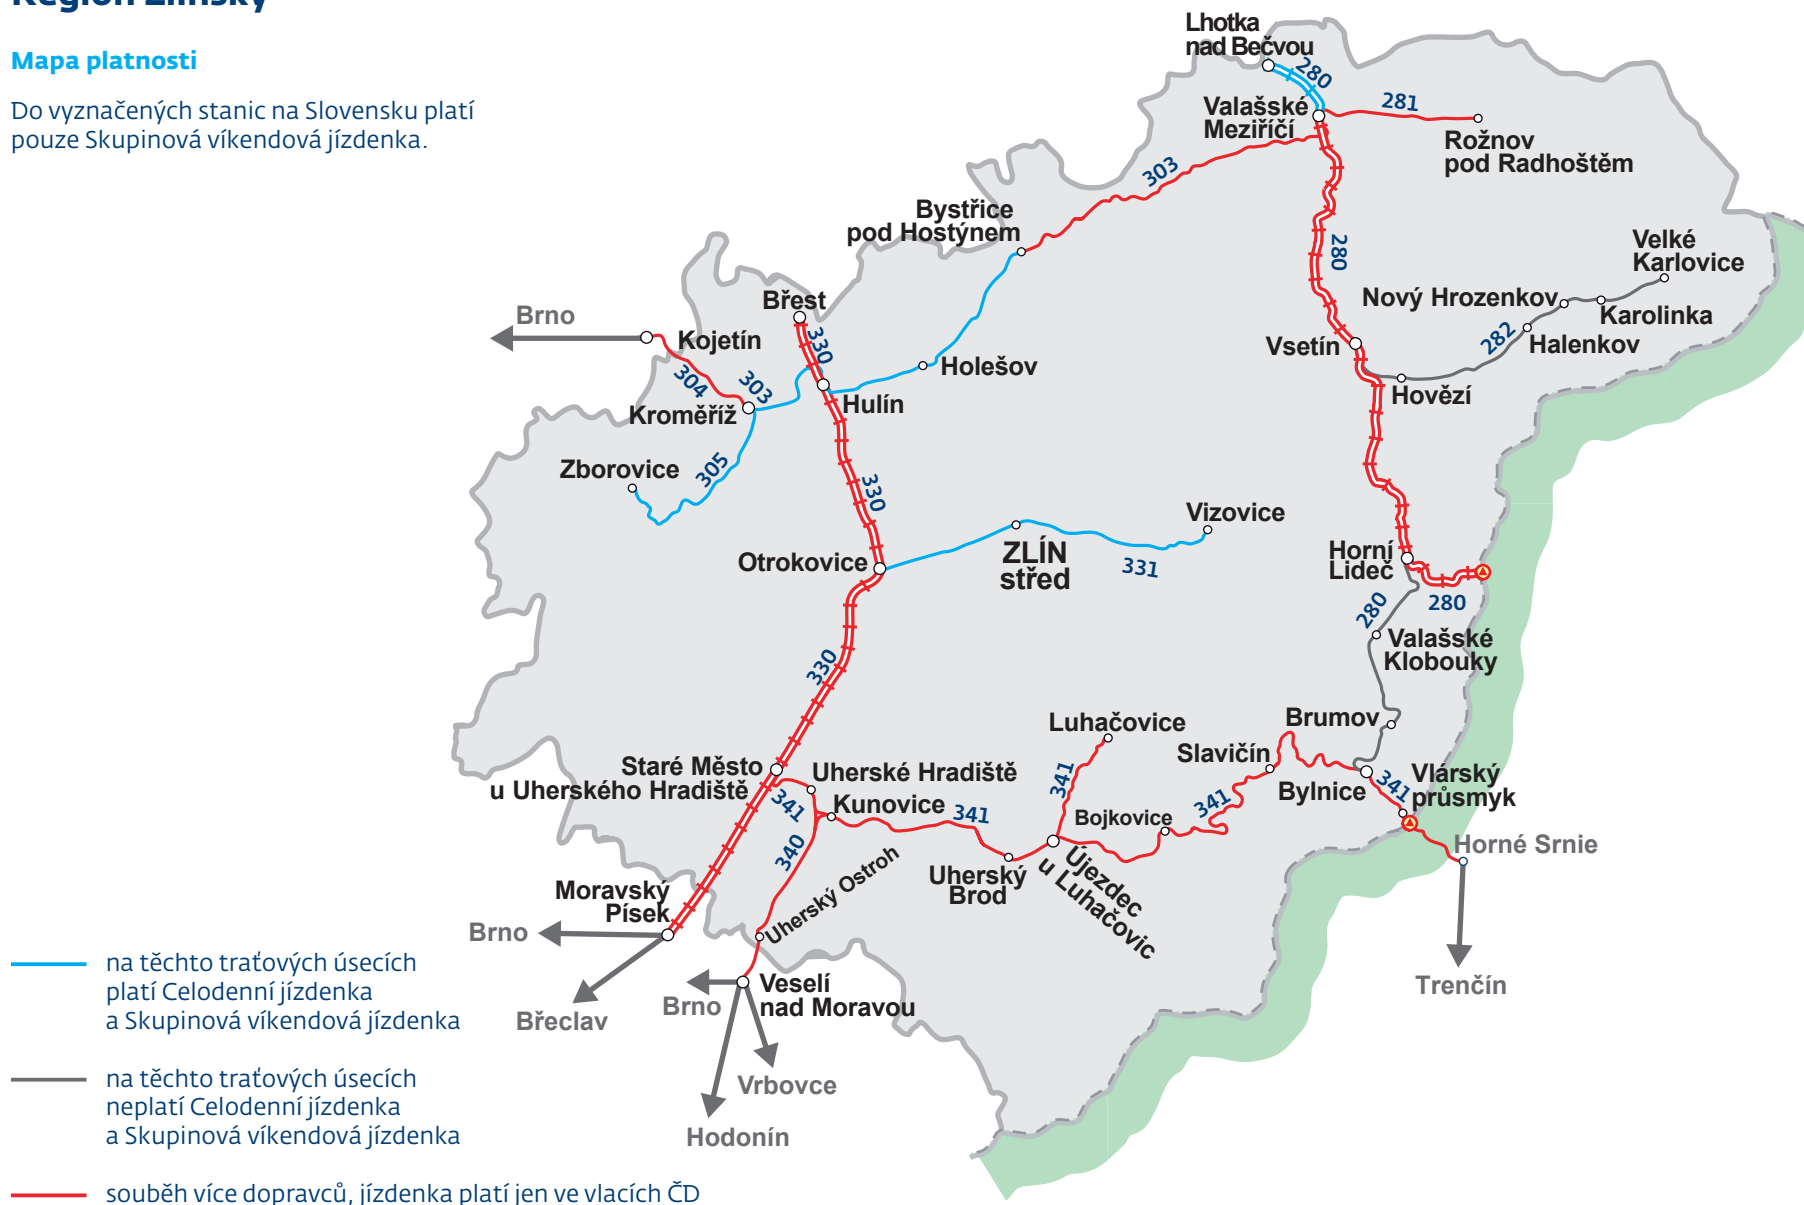 Region Zlínský
Mapa platnosti
Do vyznačených stanic na Slovensku platí
pouze Skupinová víkendová jízdenka.
Lhotka
nad Bečvou
280
Valašské
Meziříčí
281
Rožnov
pod Radhoštěm
303
Bystřice
pod Hostýnem
280
Velké
Karlovice
Nový Hrozenkov
Karolinka
282
Halenkov
Vsetín
Hovězí
Břest
Brno
Kojetín
330
304
303
Holešov
Kroměříž
Hulín
Zborovice
305
330
Vizovice
Otrokovice
ZLÍN
střed
331
Horní
Lideč
280
280
Valašské
Klobouky
330
Brumov
Luhačovice
Slavičín
Staré Město
u Uherského Hradiště
Uherské Hradiště
341
Kunovice
341
341
341
Bylnice
341
Vlárský
průsmyk
Bojkovice
340
Horné Srnie
Uherský
Brod
Újezdec
u Luhačovic
Uherský Ostroh
Moravský
Písek
Brno
Trenčín
Brno
Veselí
nad Moravou
Břeclav
Vrbovce
Hodonín
na těchto traťových úsecích
platí Celodenní jízdenka
a Skupinová víkendová jízdenka
na těchto traťových úsecích
neplatí Celodenní jízdenka
a Skupinová víkendová jízdenka
souběh více dopravců, jízdenka platí jen ve vlacích ČD